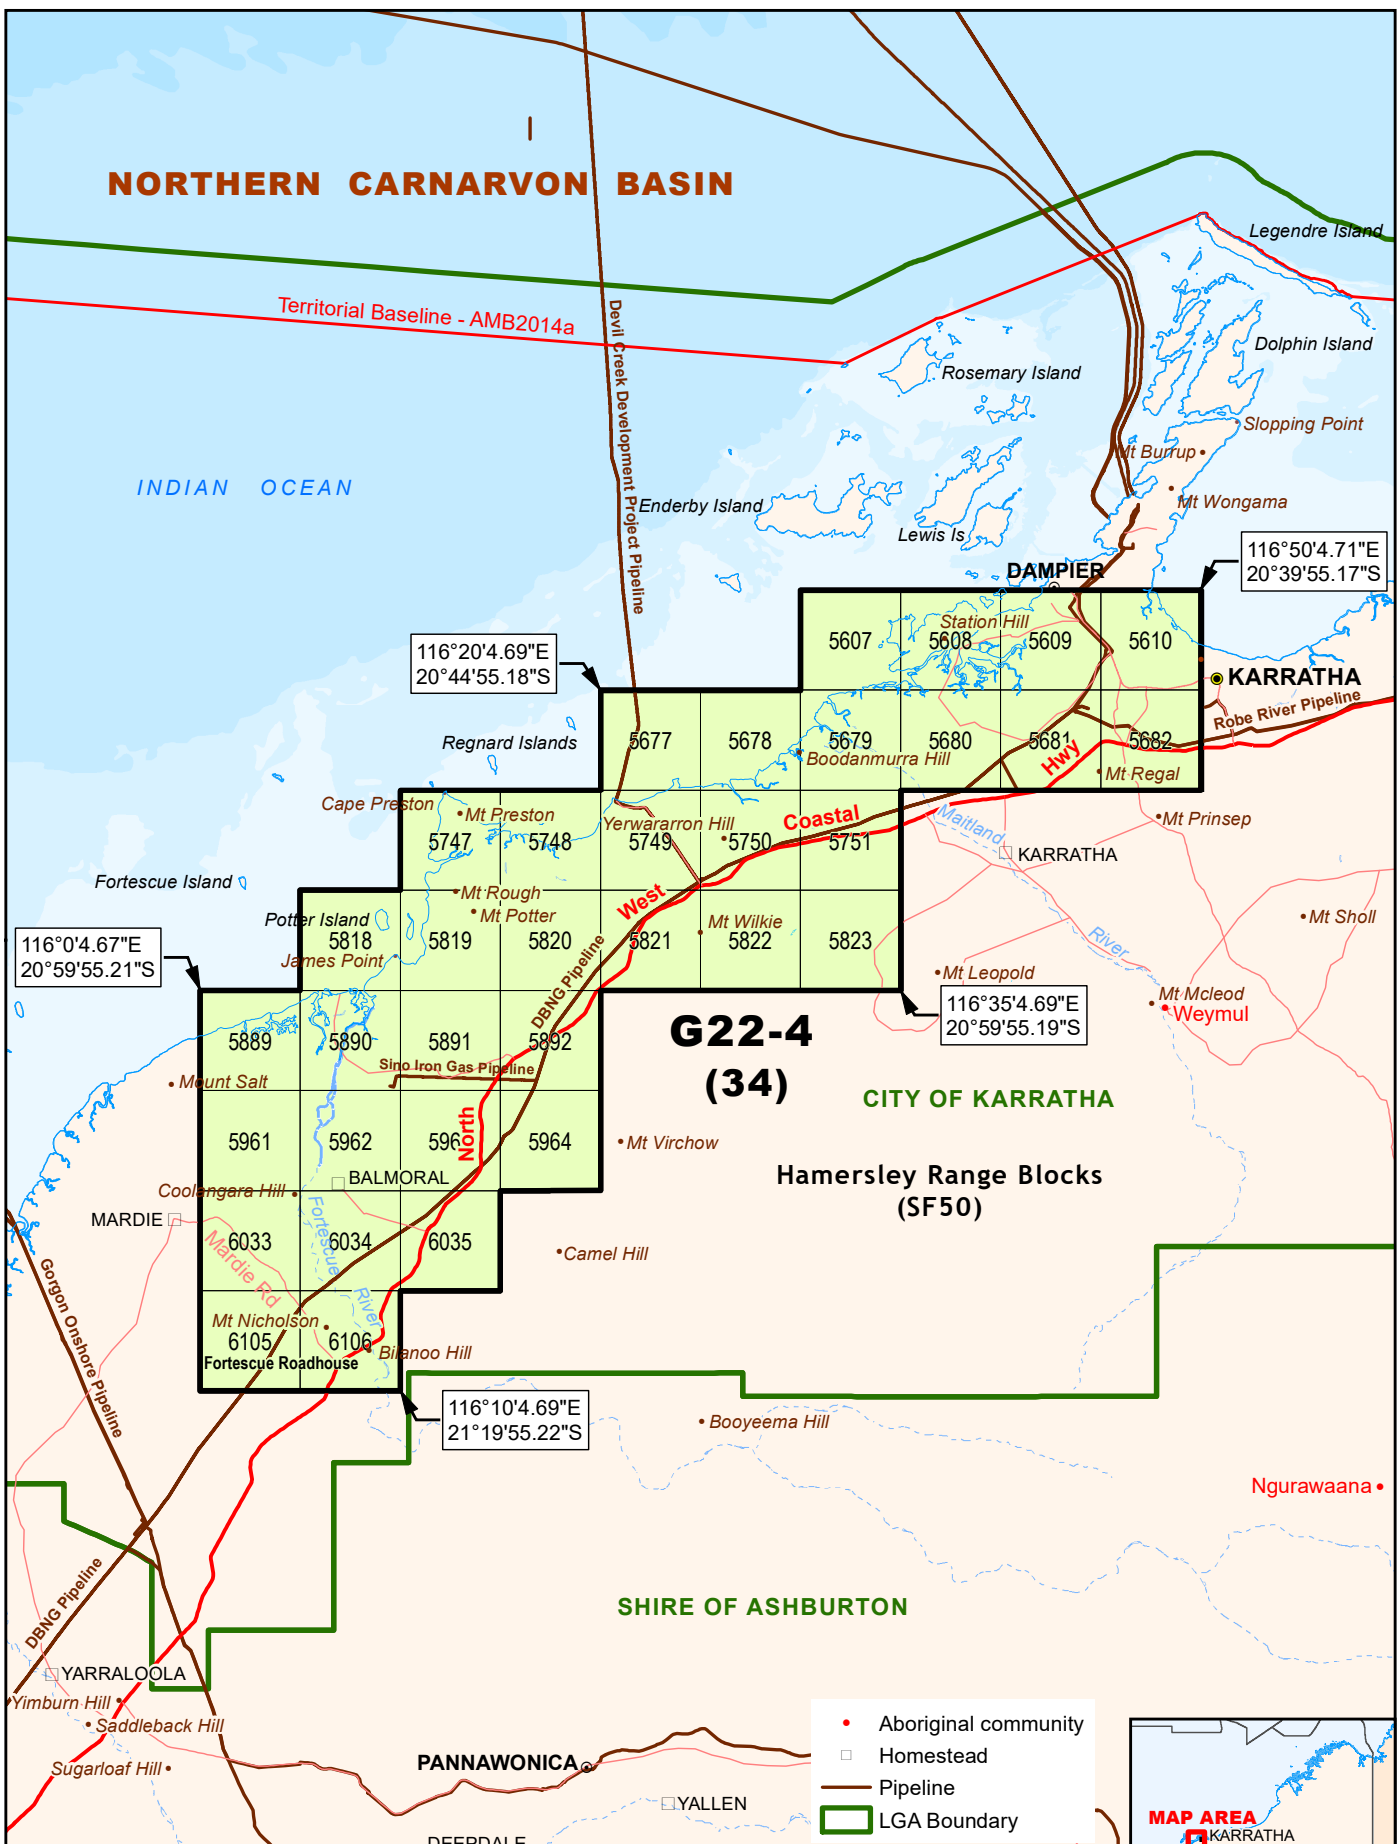 NORTHERN CARNARVON BASIN
Legendre Island
Territorial Baseline - AMB2014a
Devil Creek Development Project Pipeline
Dolphin Island
Rosemary Island
Slopping Point
Mt Burrup
INDIAN OCEAN
Enderby Island
Mt Wongama
Lewis Is
116°50'4.71"E
20°39'55.17"S
DAMPIER
Station Hill
5607
5608
5609
5610
116°20'4.69"E
20°44'55.18"S
KARRATHA
Robe River Pipeline
Regnard Islands
5677
5678
5679
5680
5681
5682
Boodanmurra Hill
Hwy
Mt Regal
Cape Preston
Mt Preston
Yerwararron Hill
Coastal
Maitland
Mt Prinsep
5747
5748
5749
5750
5751
KARRATHA
Fortescue Island
Mt Rough
West
Potter Island
Mt Potter
Mt Wilkie
Mt Sholl
5818
5819
5820
5821
5822
5823
River
116°0'4.67"E
20°59'55.21"S
James Point
DBNG Pipeline
Mt Leopold
Mt Mcleod
Weymul
116°35'4.69"E
20°59'55.19"S
G22-4
(34)
5889
5890
5891
5892
Sino Iron Gas Pipeline
Mount Salt
CITY OF KARRATHA
North
5961
5962
596
5964
Mt Virchow
Hamersley Range Blocks
(SF50)
BALMORAL
Coolangara Hill
MARDIE
Fortescue
River
Mardie Rd
6033
6034
6035
Camel Hill
Gorgon Onshore Pipeline
Mt Nicholson
6105
6106
Bilanoo Hill
Fortescue Roadhouse
116°10'4.69"E
21°19'55.22"S
Booyeema Hill
Ngurawaana
DBNG Pipeline
SHIRE OF ASHBURTON
YARRALOOLA
Yimburn Hill
Saddleback Hill
Sugarloaf Hill
PANNAWONICA
YALLEN
DEEPDALE
Aboriginal community
Homestead
Pipeline
LGA Boundary
MAP AREA
KARRATHA